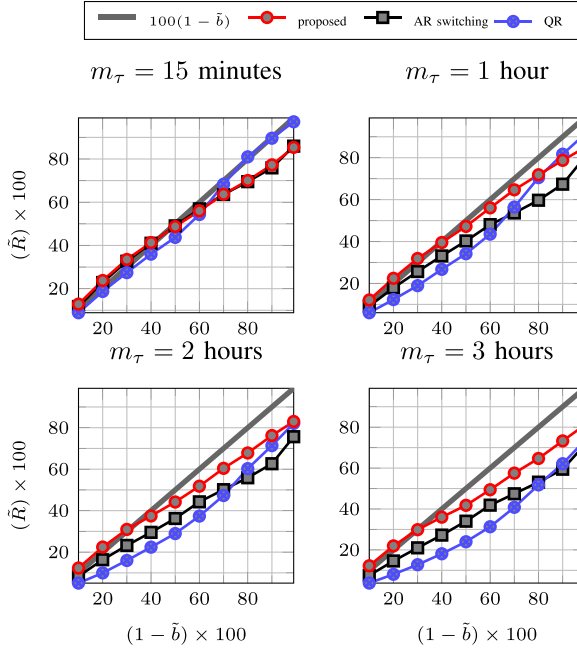 100(1 − b̃) proposed AR switching QR
m_τ = 15 minutes m_τ = 1 hour
80 80
60 60
40 40
20 20
20 40 60 80 20 40 60 80
(R̃) × 100
m_τ = 2 hours m_τ = 3 hours
80 80
60 60
40 40
20 20
20 40 60 80 20 40 60 80
(R̃) × 100
(1 − b̃) × 100 (1 − b̃) × 100